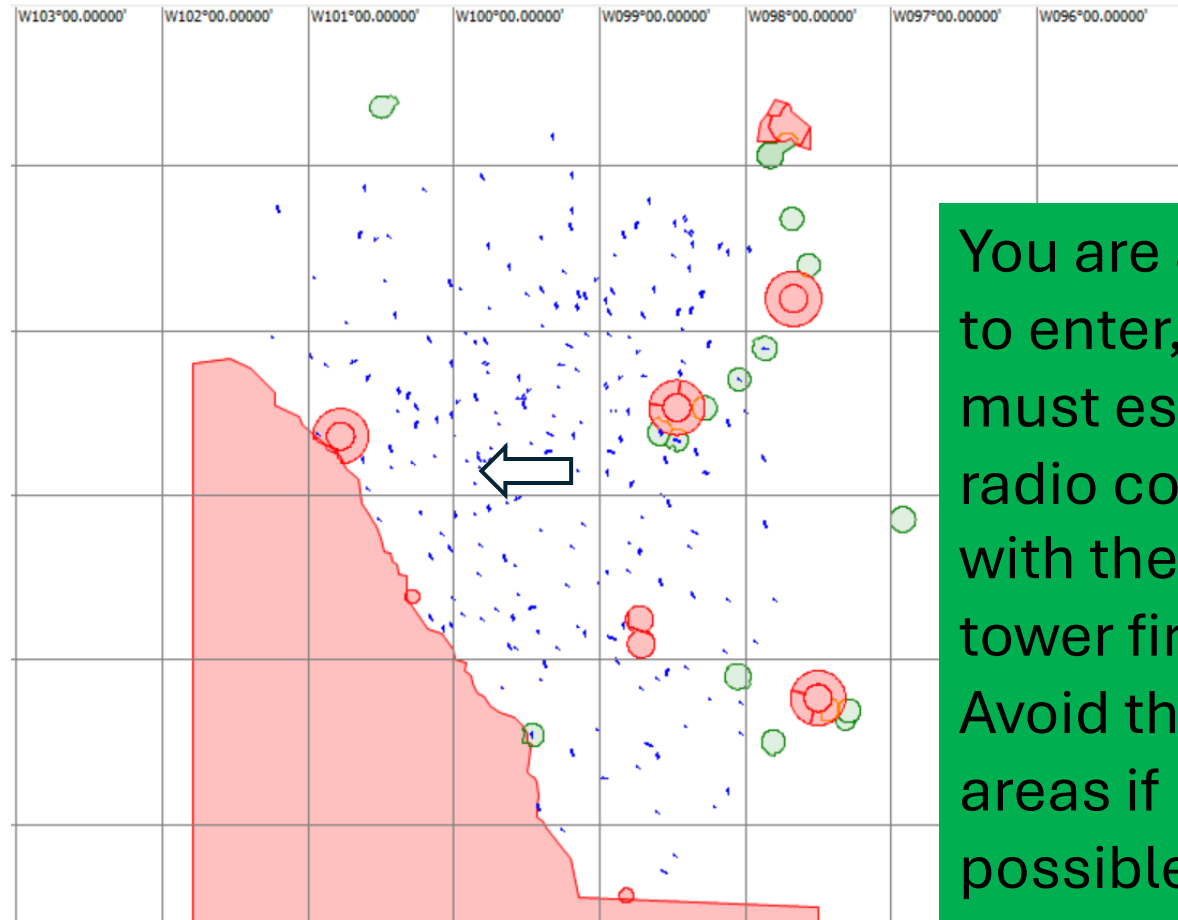 W103°00.00000' W102°00.00000' W101°00.00000' W100°00.00000' W099°00.00000' W098°00.00000' W097°00.00000' W096°00.00000'
You are
to enter,
must es
radio co
with the
tower fir
Avoid th
areas if
possible